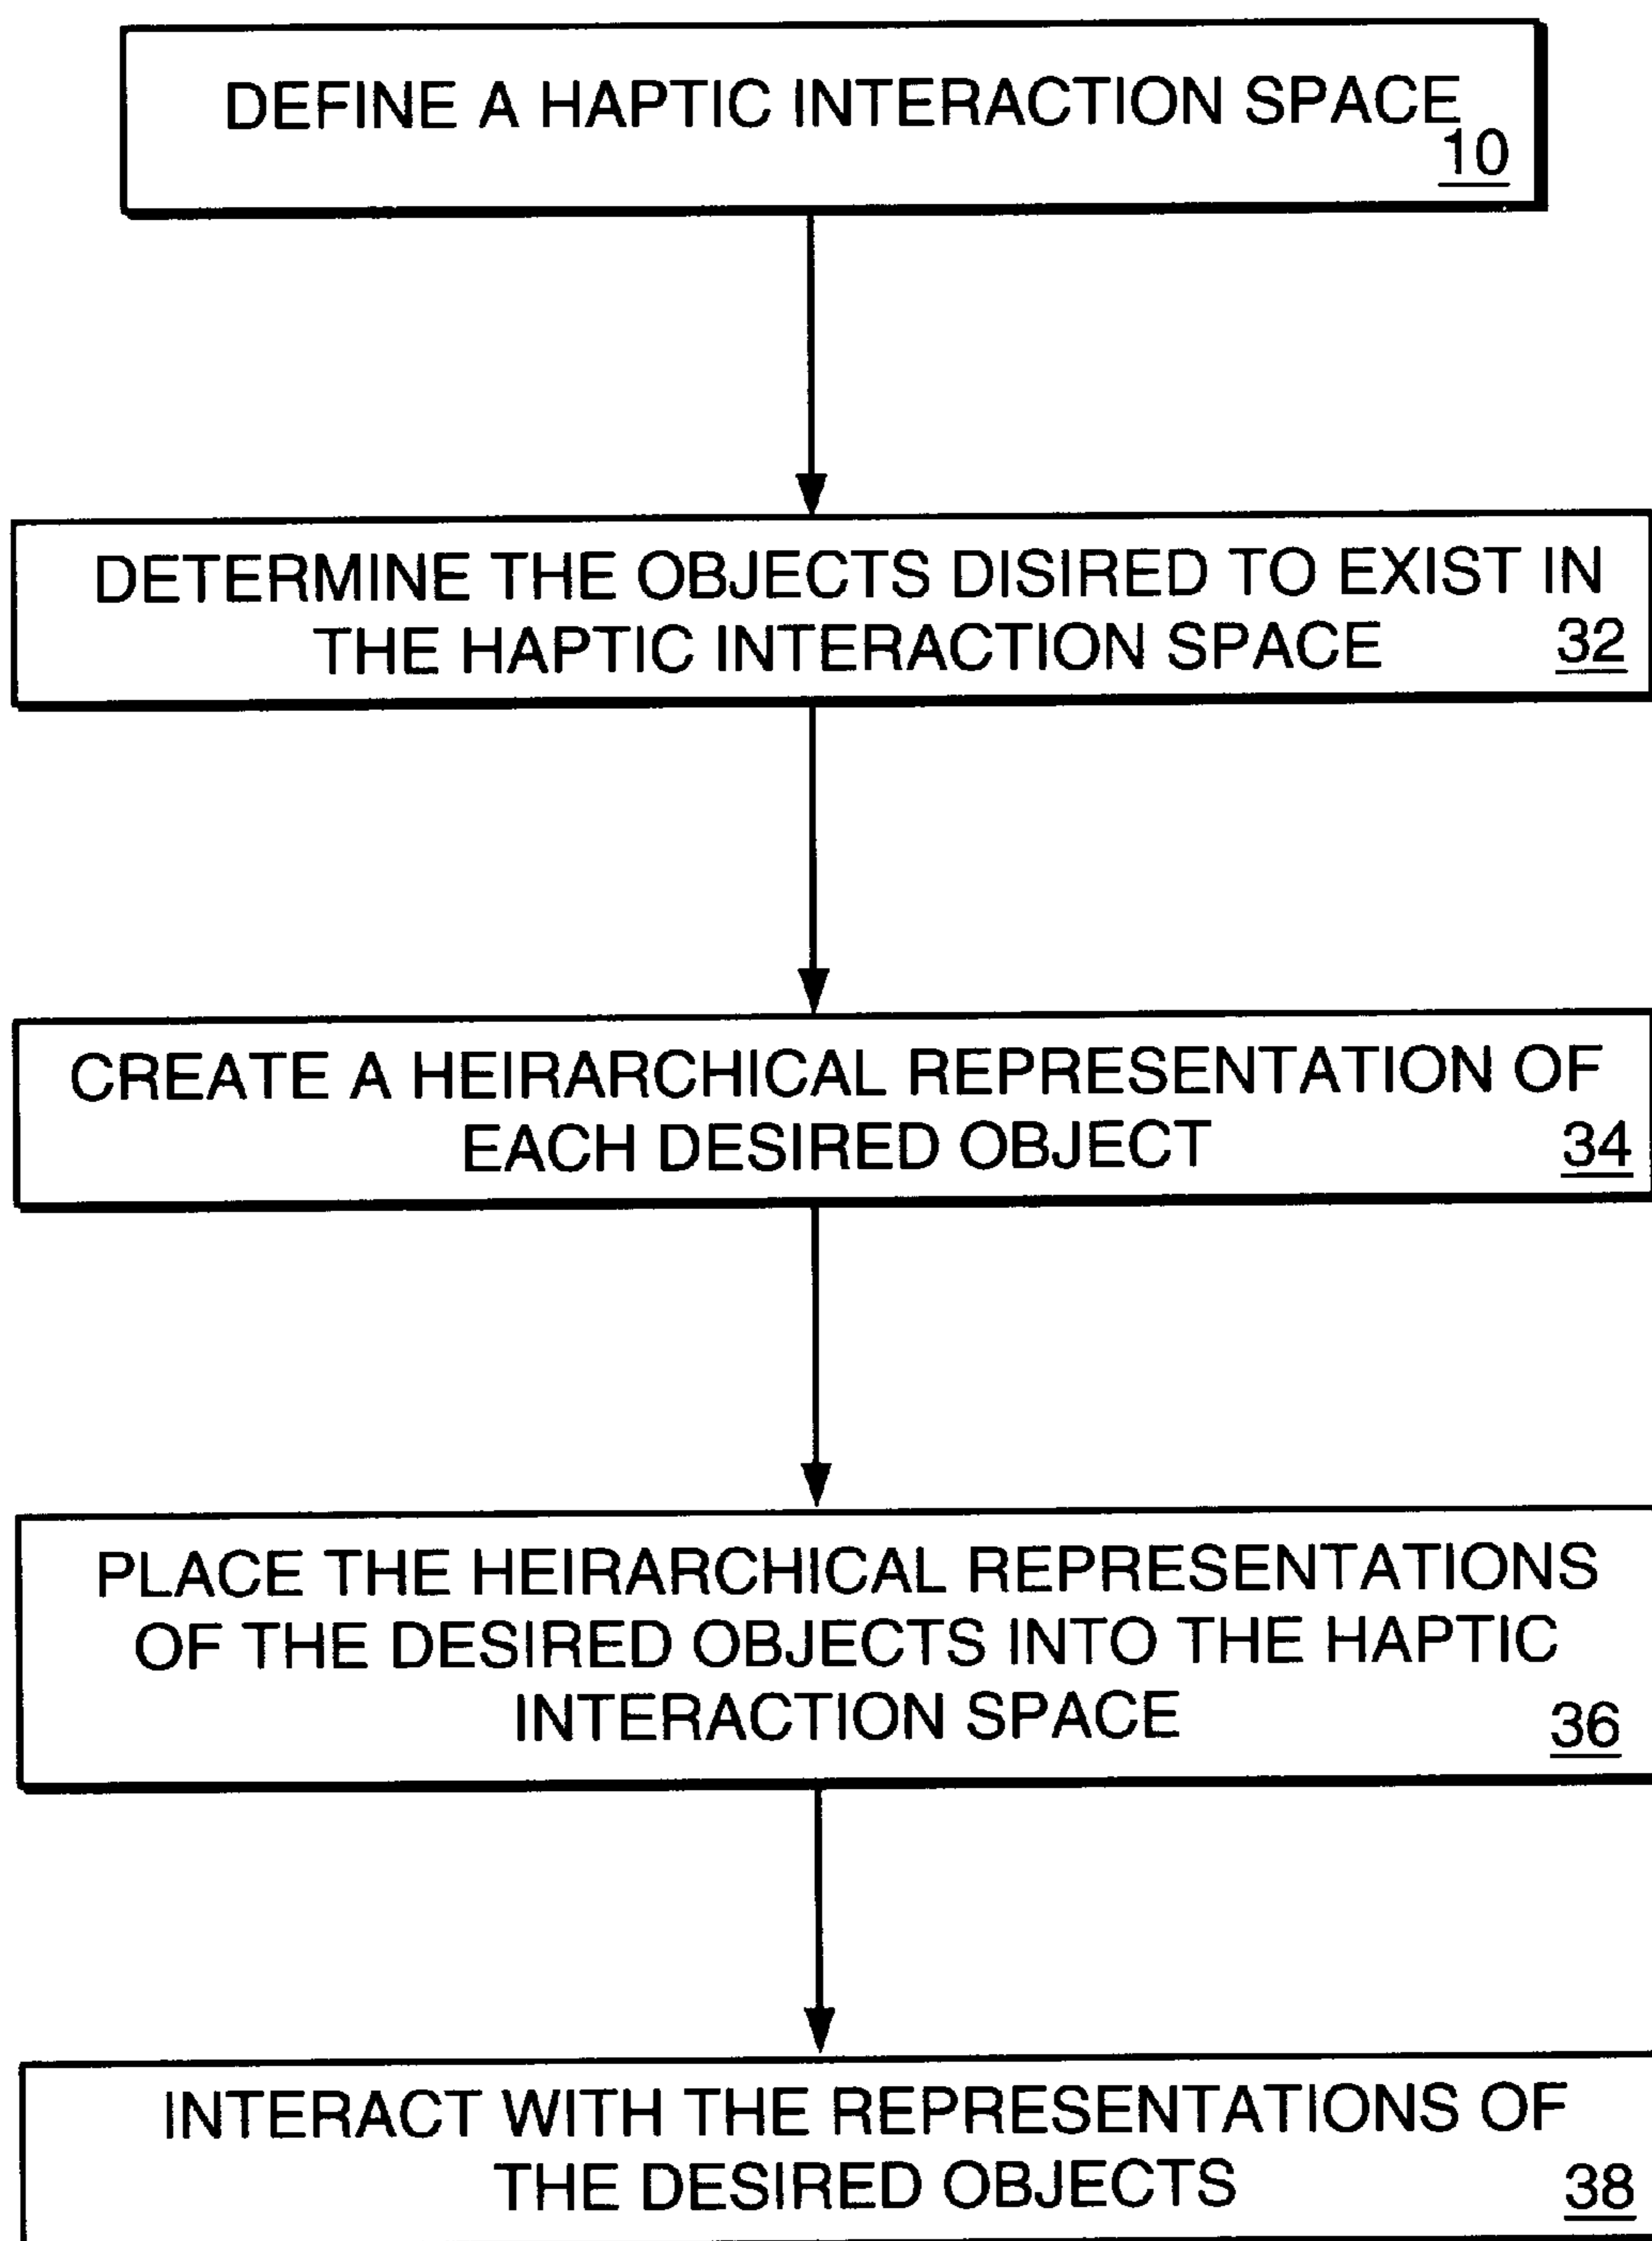 DEFINE A HAPTIC INTERACTION SPACE
10
DETERMINE THE OBJECTS DISIRED TO EXIST IN
THE HAPTIC INTERACTION SPACE 32
CREATE A HEIRARCHICAL REPRESENTATION OF
EACH DESIRED OBJECT 34
PLACE THE HEIRARCHICAL REPRESENTATIONS
OF THE DESIRED OBJECTS INTO THE HAPTIC
INTERACTION SPACE 36
INTERACT WITH THE REPRESENTATIONS OF
THE DESIRED OBJECTS 38